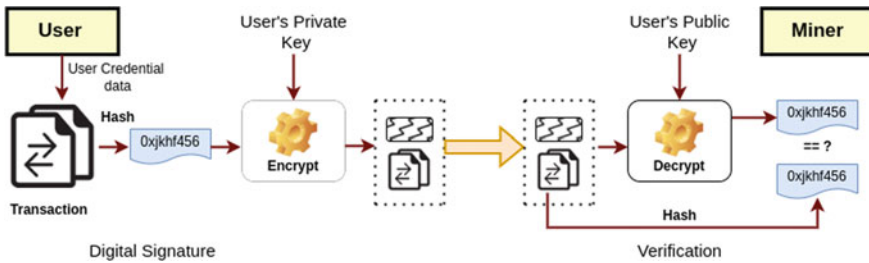 User
User's Private
Key
User's Public
Key
Miner
User Credential
data
Hash
0xjkhf456
Encrypt
Decrypt
0xjkhf456
== ?
0xjkhf456
Transaction
Hash
Digital Signature
Verification